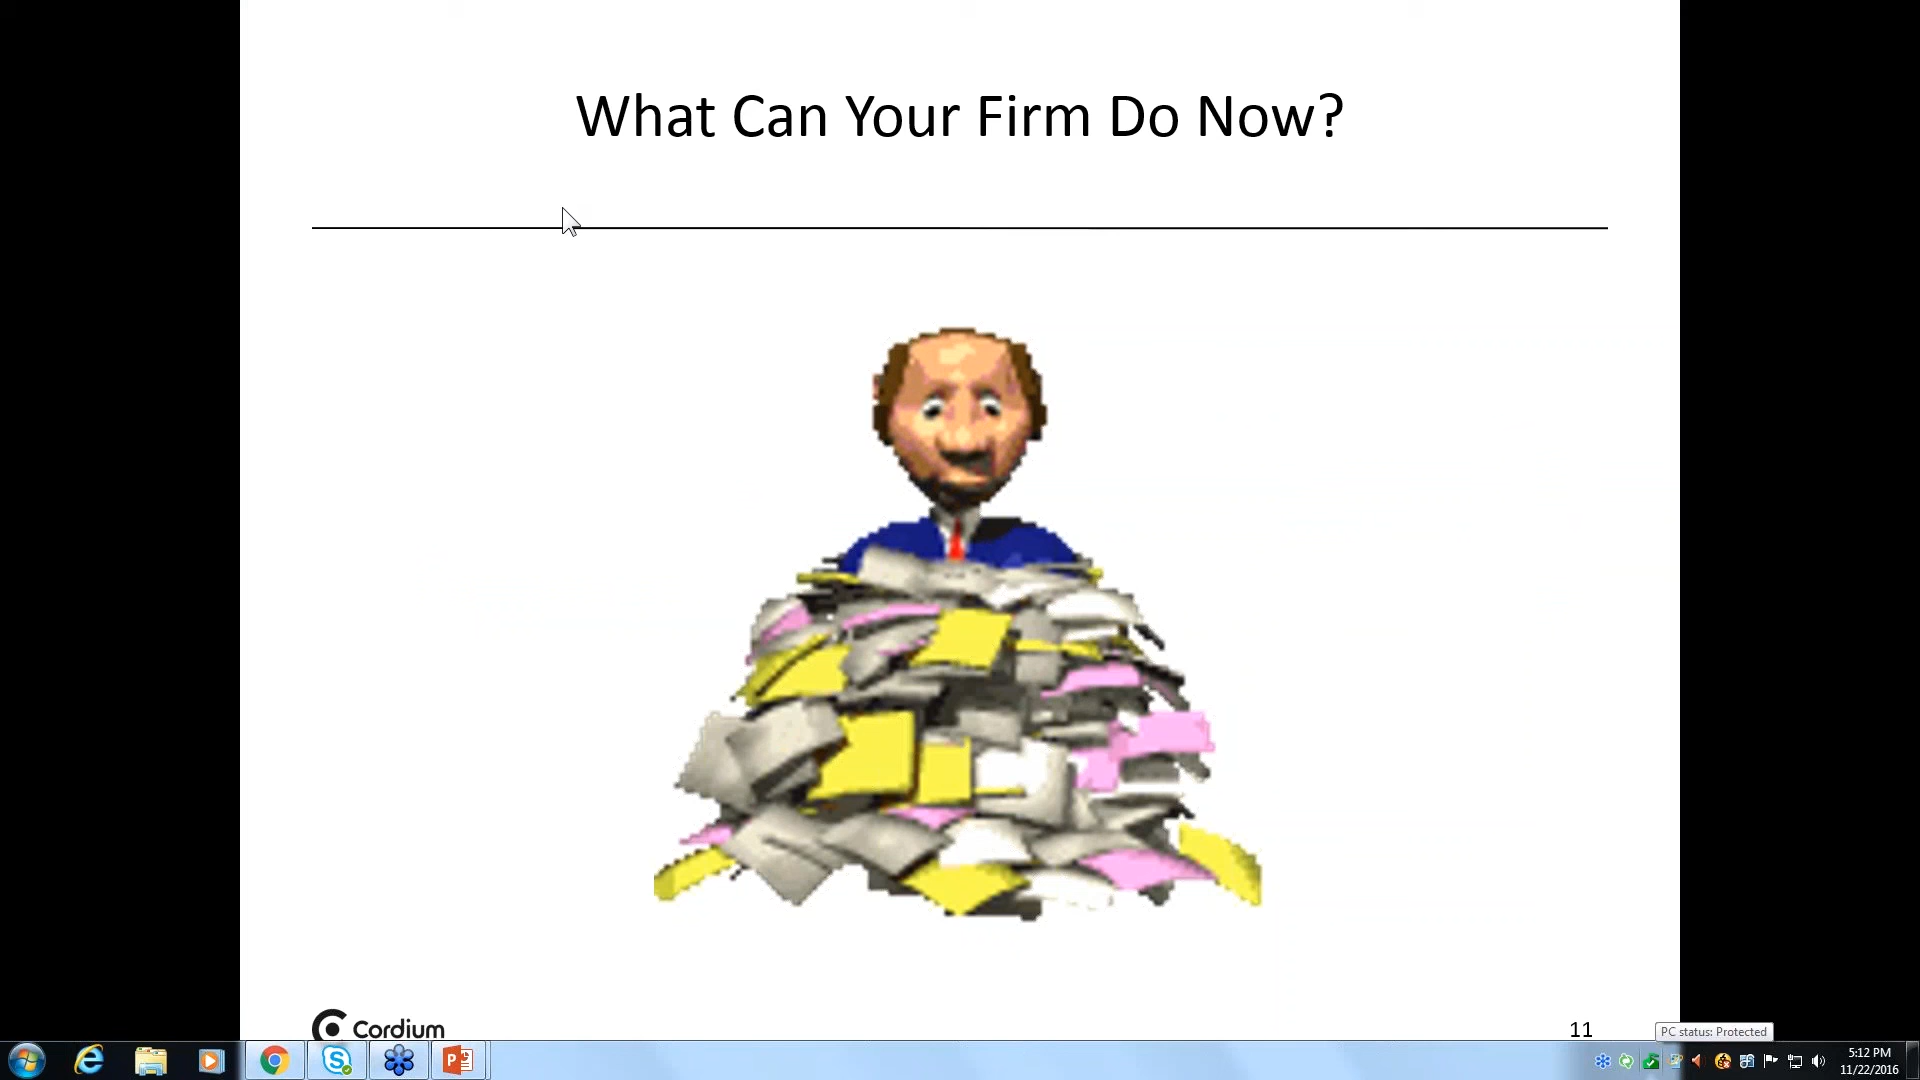 What Can Your Firm Do Now?
Cordium
11
PC status: Protected
5:12 PM
11/22/2016